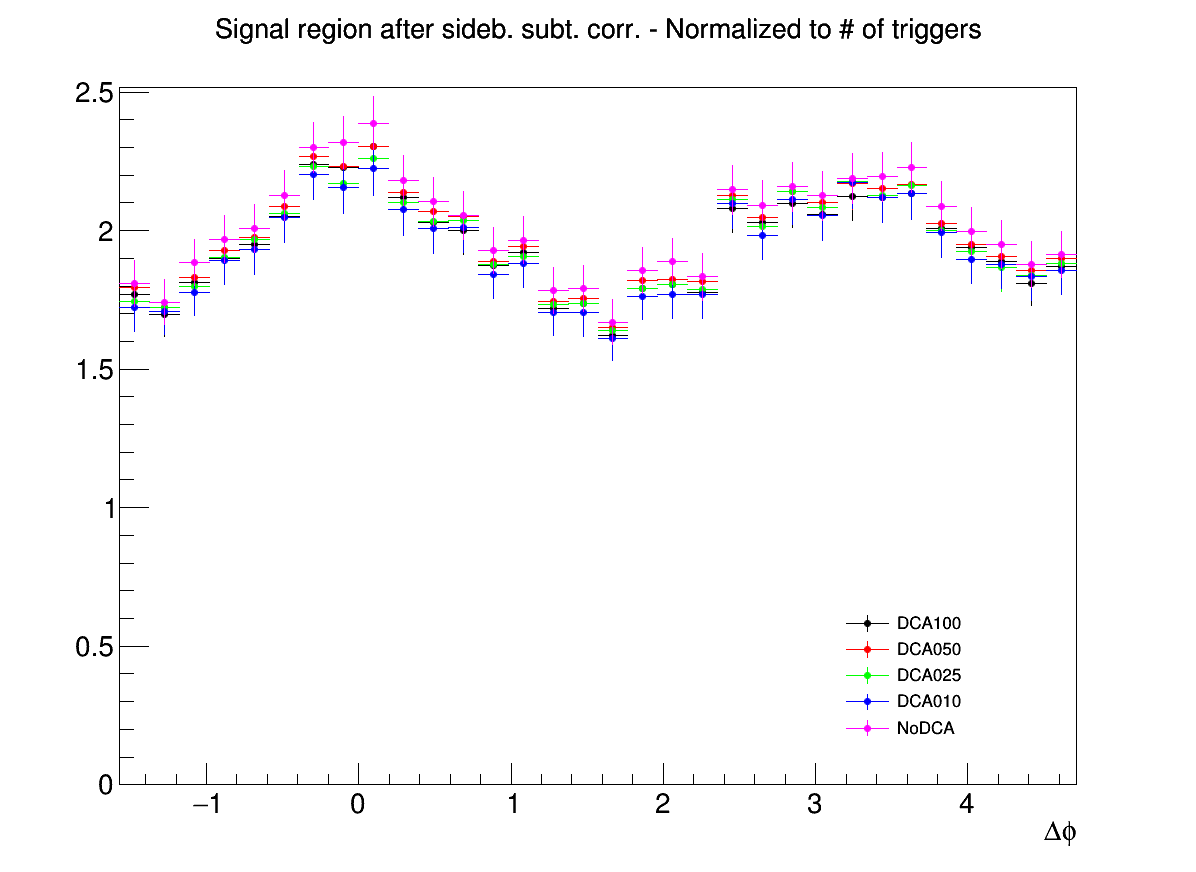 Signal region after sideb. subt. corr. - Normalized to # of triggers
2.5
2
1.5
1
0.5
0
−1 0 1 2 3 4
Δϕ
DCA100
DCA050
DCA025
DCA010
NoDCA